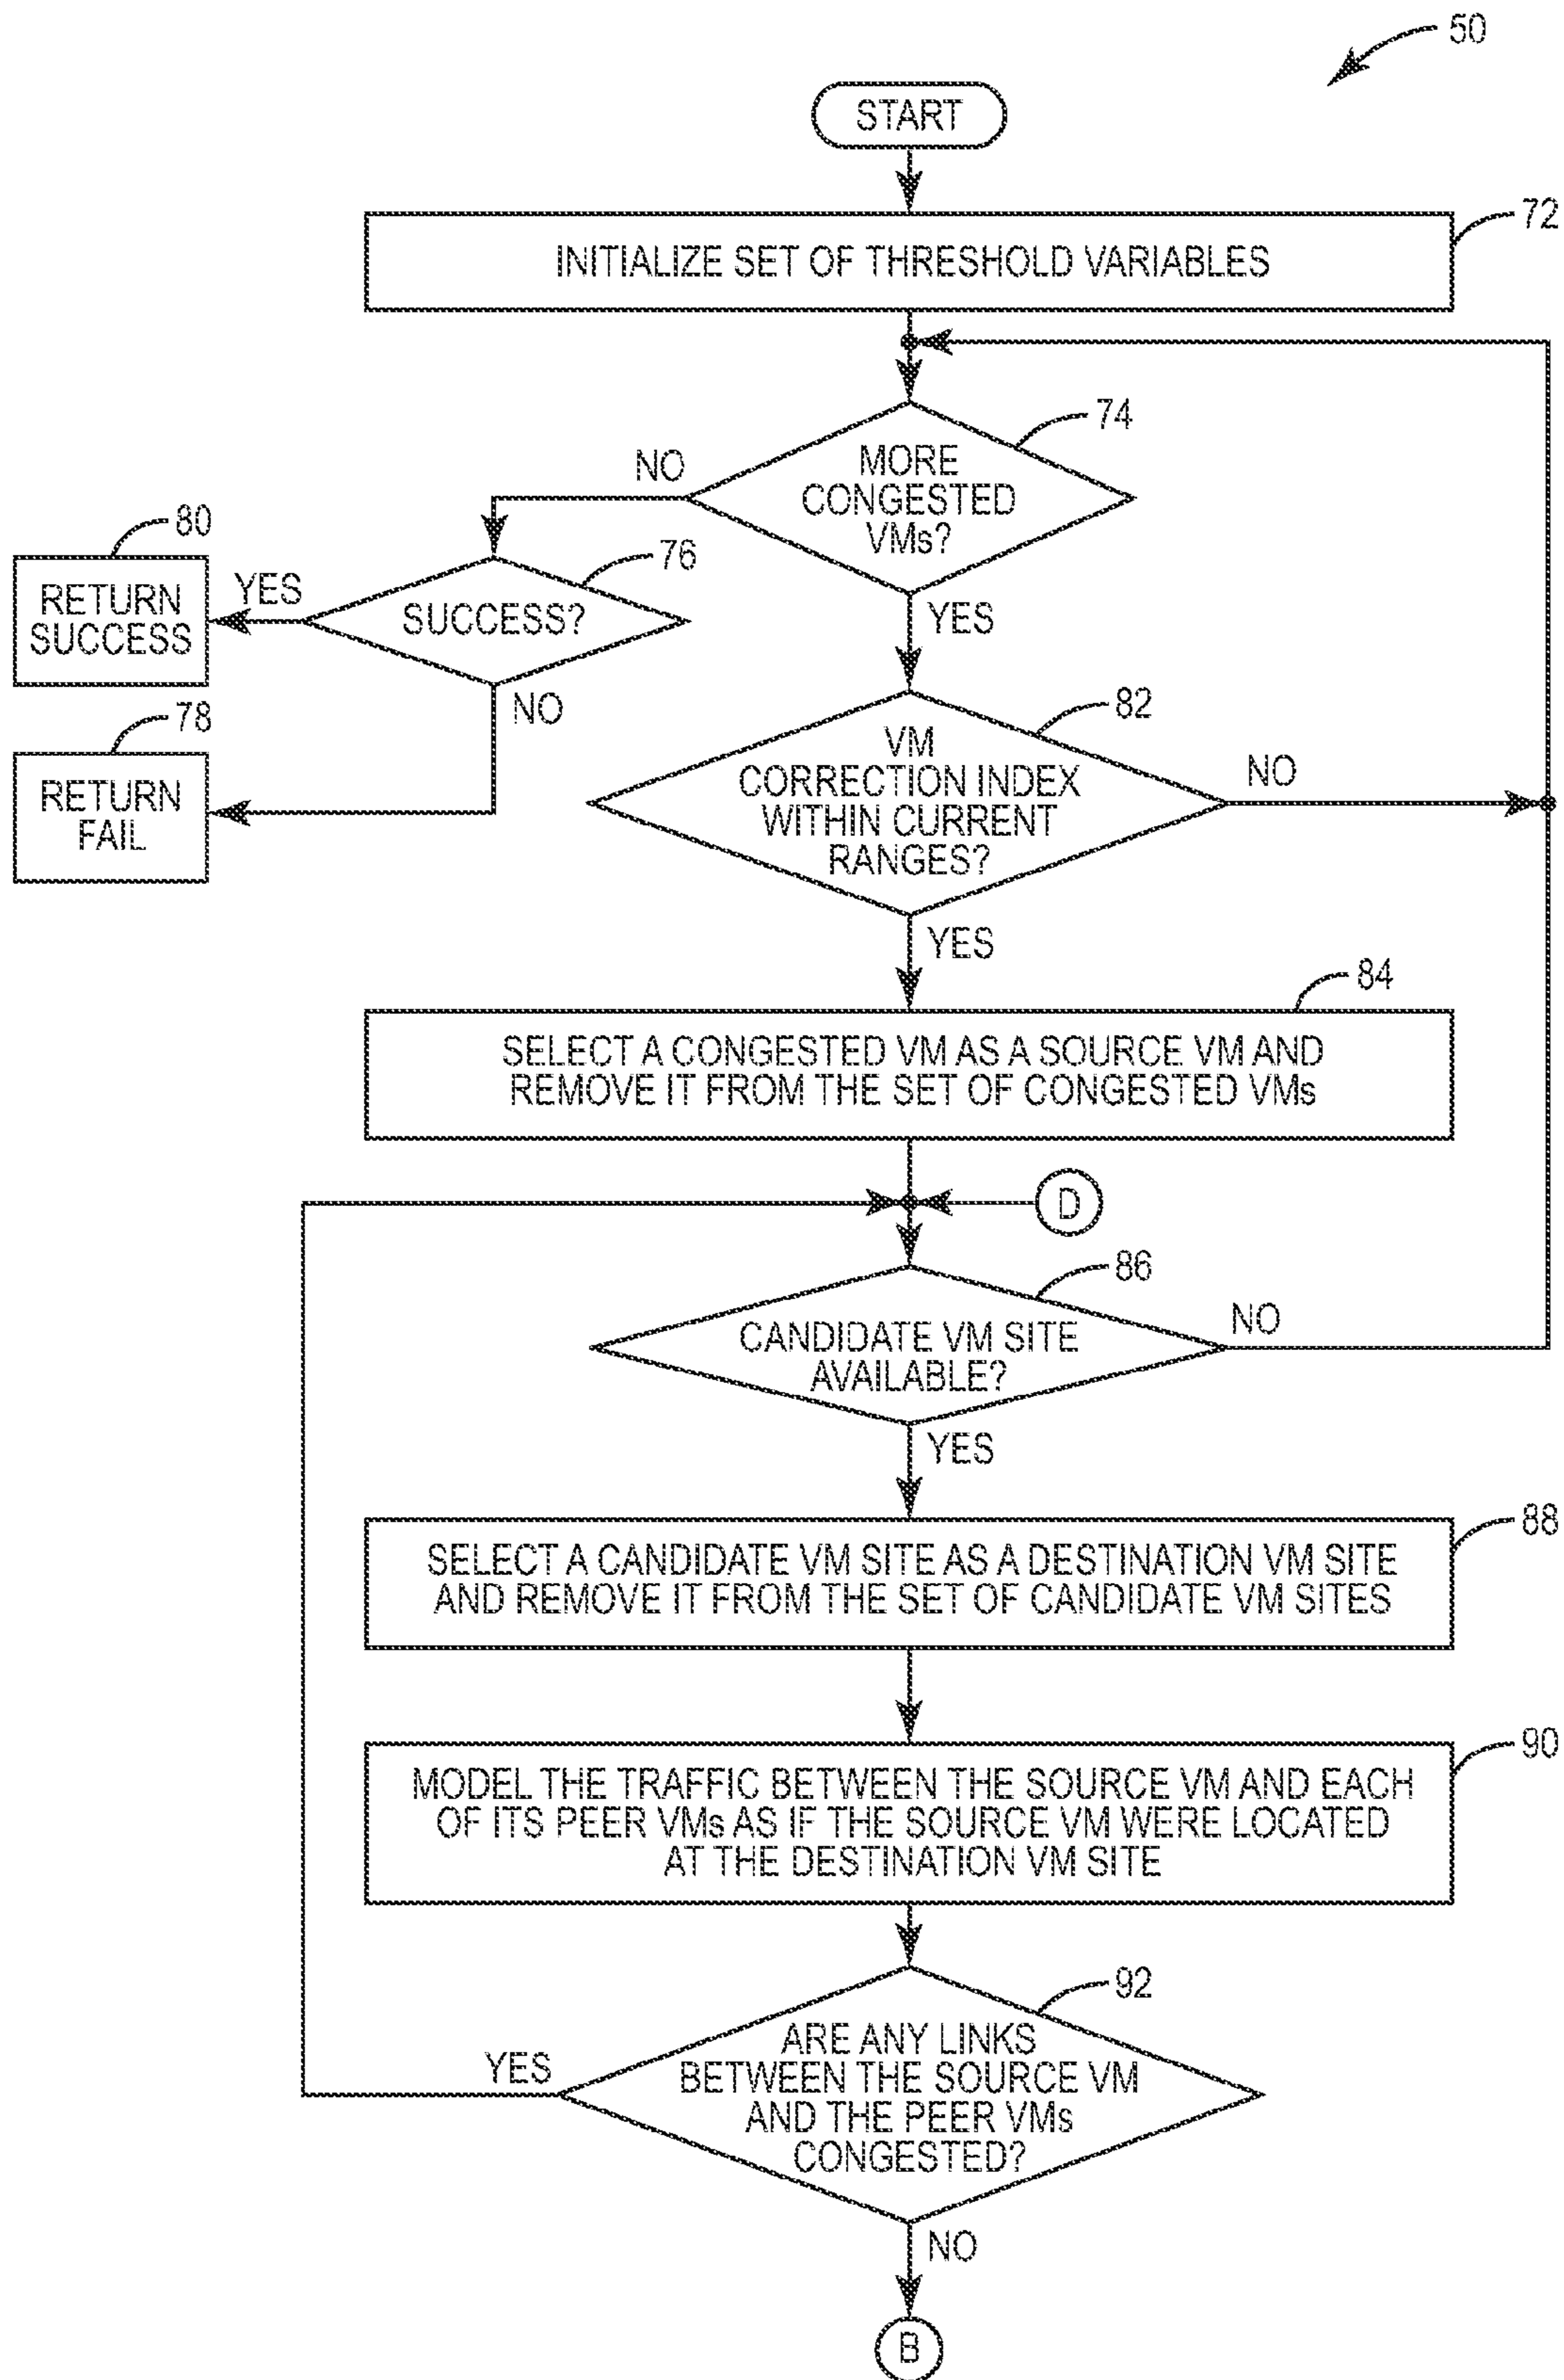 50
START
72
INITIALIZE SET OF THRESHOLD VARIABLES
74
MORE
CONGESTED
VMs?
NO
YES
80
RETURN
SUCCESS
YES
76
SUCCESS?
NO
78
RETURN
FAIL
82
VM
CORRECTION INDEX
WITHIN CURRENT
RANGES?
NO
YES
84
SELECT A CONGESTED VM AS A SOURCE VM AND
REMOVE IT FROM THE SET OF CONGESTED VMs
D
86
CANDIDATE VM SITE
AVAILABLE?
NO
YES
88
SELECT A CANDIDATE VM SITE AS A DESTINATION VM SITE
AND REMOVE IT FROM THE SET OF CANDIDATE VM SITES
90
MODEL THE TRAFFIC BETWEEN THE SOURCE VM AND EACH
OF ITS PEER VMs AS IF THE SOURCE VM WERE LOCATED
AT THE DESTINATION VM SITE
92
ARE ANY LINKS
BETWEEN THE SOURCE VM
AND THE PEER VMs
CONGESTED?
YES
NO
B